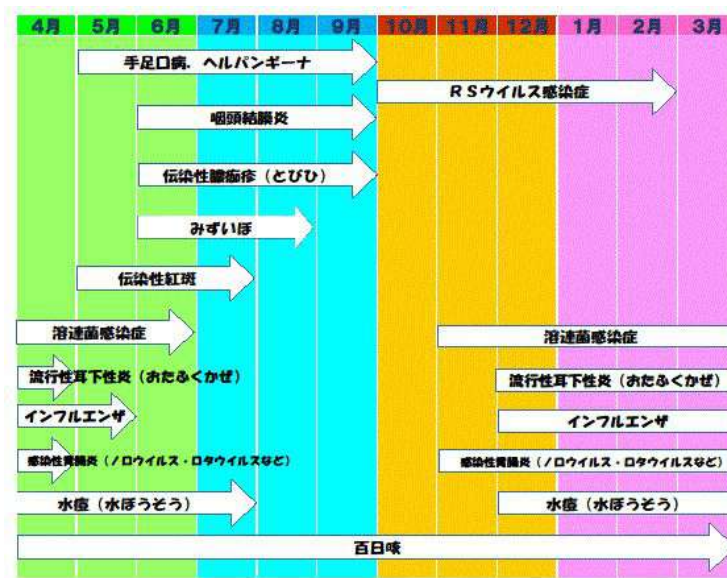 4月 5月 6月 7月 8月 9月 10月 11月 12月 1月 2月 3月
手足口病、ヘルパンギーナ
RSウイルス感染症
咽頭結膜炎
伝染性膿痂疹（とびひ）
みずいぼ
伝染性紅斑
溶連菌感染症 溶連菌感染症
流行性耳下性炎（おたふくかぜ） 流行性耳下性炎（おたふくかぜ）
インフルエンザ インフルエンザ
感染性胃腸炎（ノロウイルス・ロタウイルスなど） 感染性胃腸炎（ノロウイルス・ロタウイルスなど）
水痘（水ぼうそう） 水痘（水ぼうそう）
百日咳